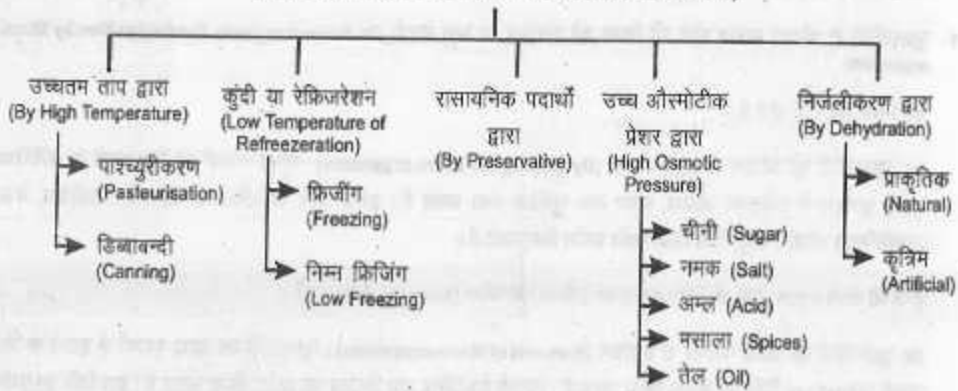 उच्चतम ताप द्वारा
(By High Temperature)
पारच्युरीकरण
(Pasteurisation)
डिब्बाबन्दी
(Canning)
कुंदी या रेफ्रिजरेशन
(Low Temperature of
Refreezeration)
फ्रिजींग
(Freezing)
निम्न फ्रिजिंग
(Low Freezing)
रासायनिक पदार्थो
द्वारा
(By Preservative)
उच्च औस्मोटीक
प्रेशर द्वारा
(High Osmotic
Pressure)
चीनी (Sugar)
नमक (Salt)
अम्ल (Acid)
मसाला (Spices)
तेल (Oil)
निर्जलीकरण द्वारा
(By Dehydration)
प्राकृतिक
(Natural)
कृत्रिम
(Artificial)